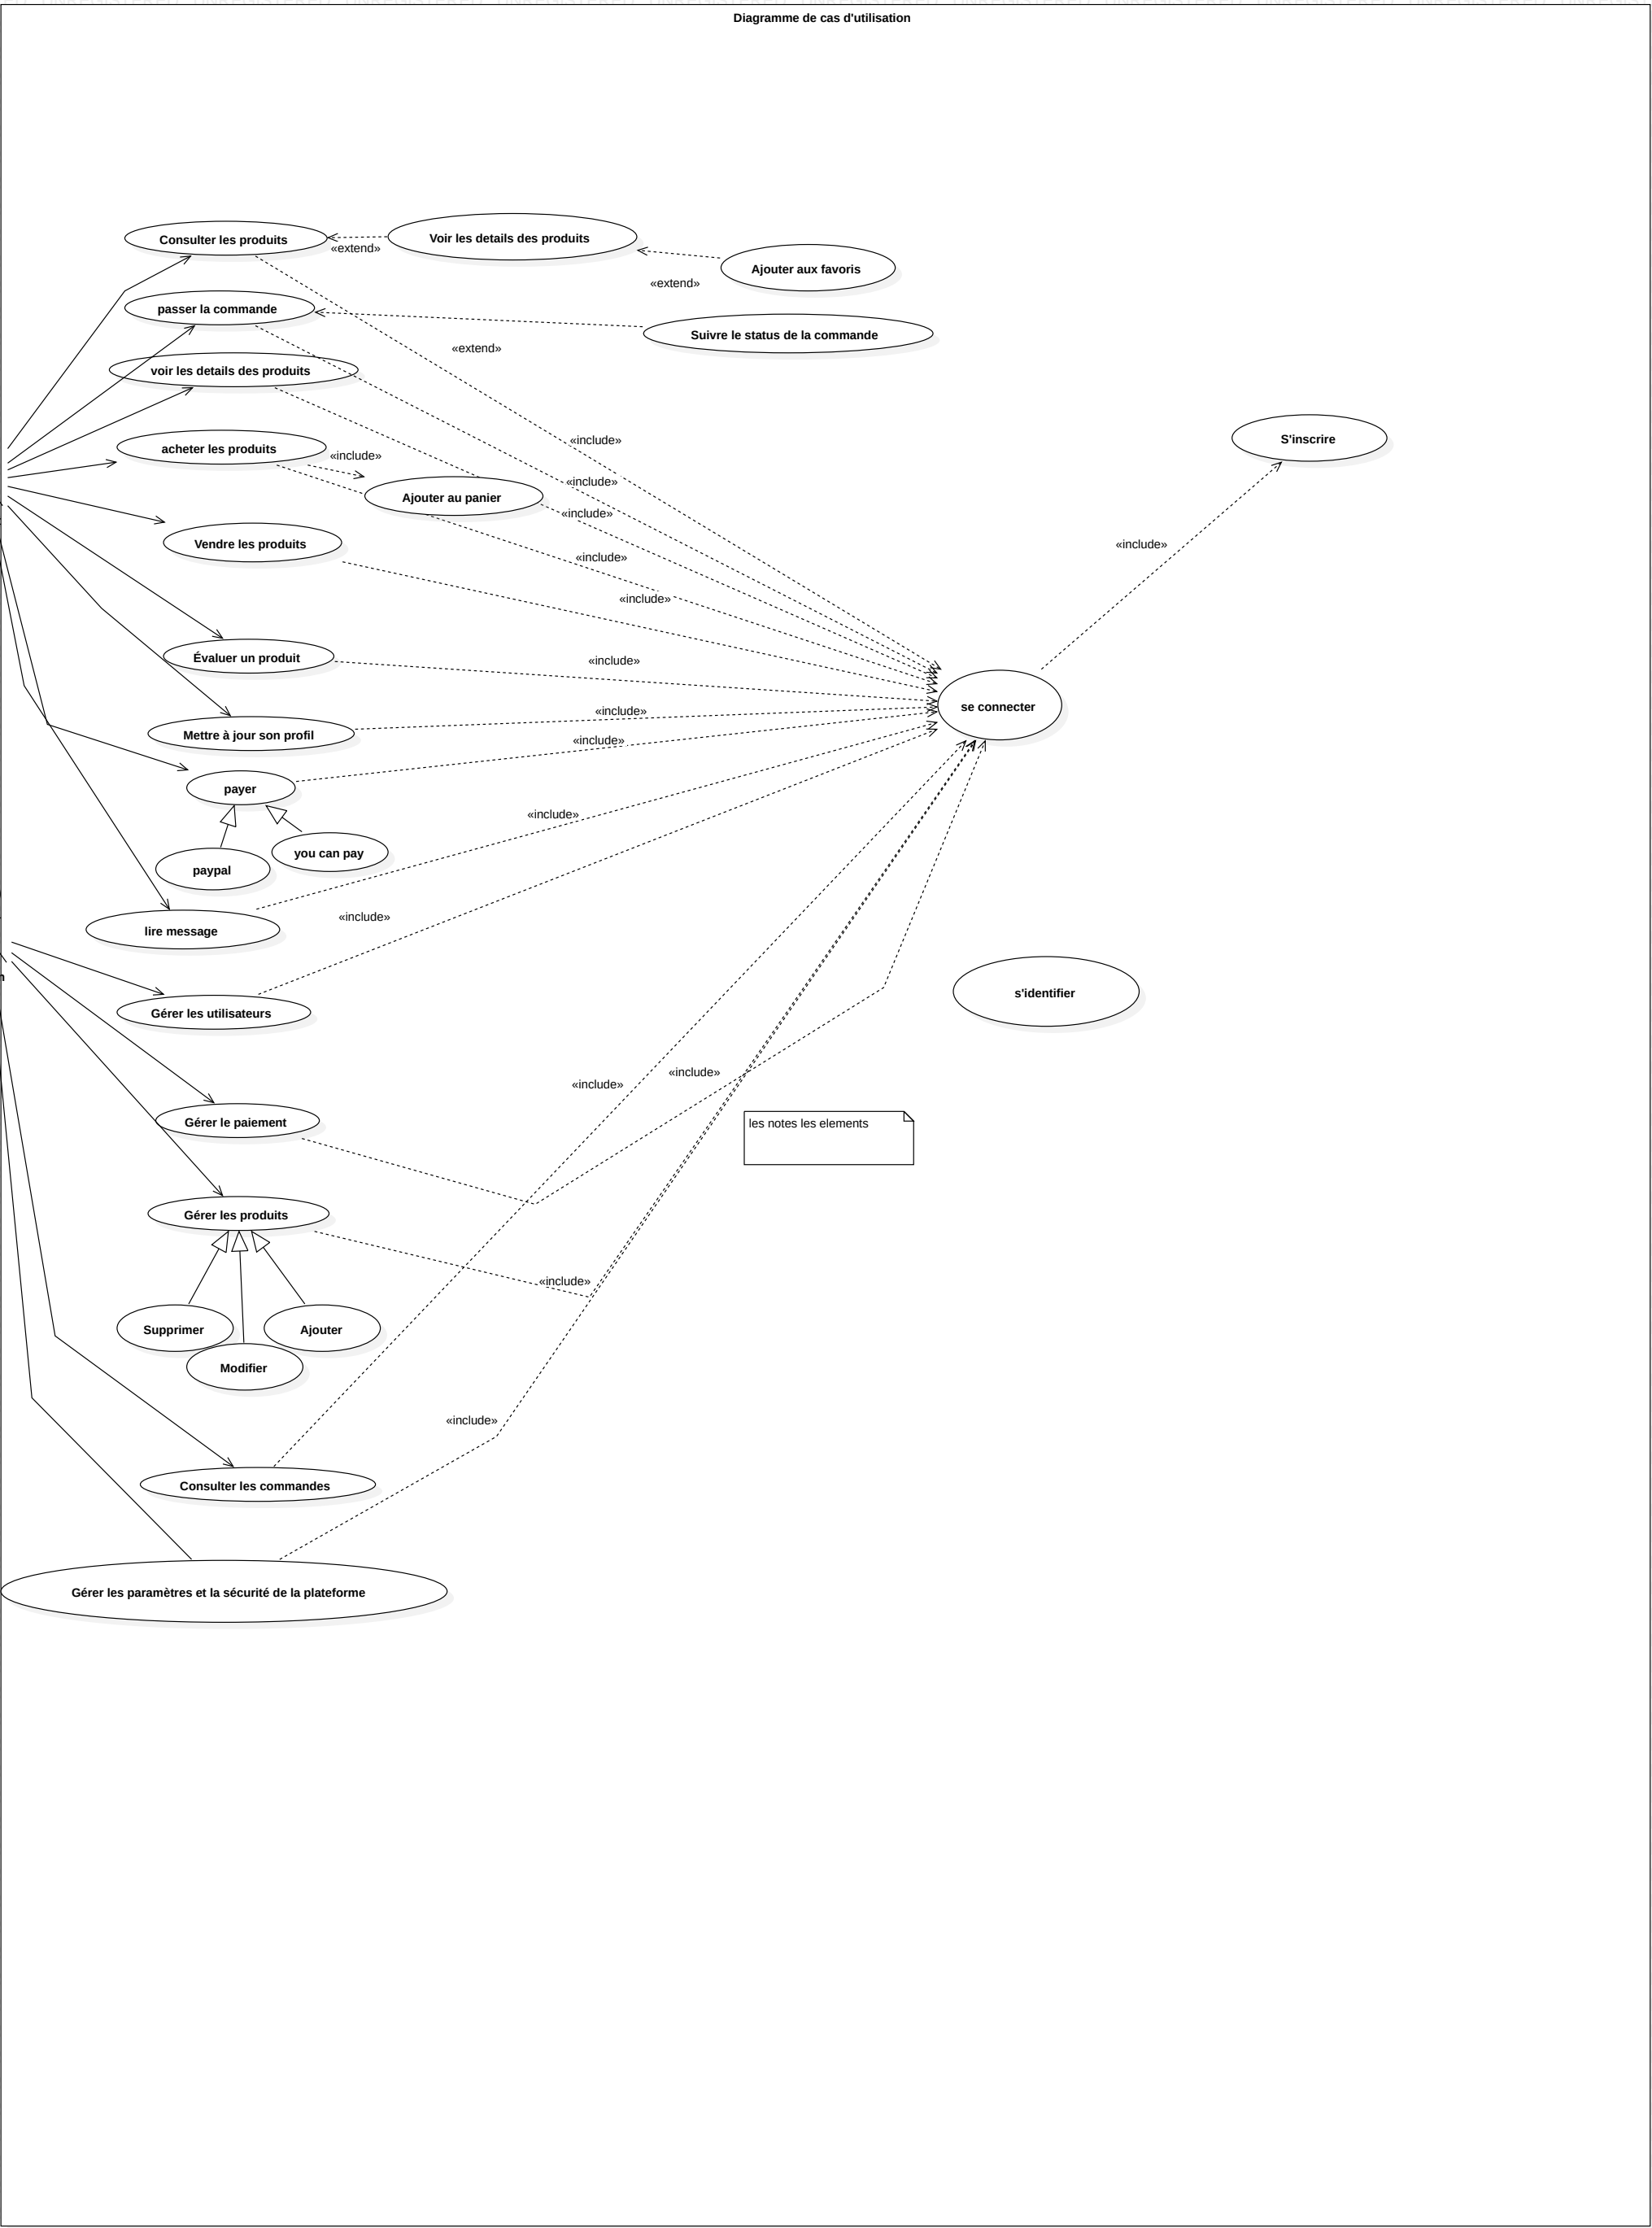 Diagramme de cas d'utilisation
Consulter les produits
«extend»
Voir les details des produits
Ajouter aux favoris
«extend»
passer la commande
Suivre le status de la commande
«extend»
voir les details des produits
«include»
S'inscrire
acheter les produits
«include»
«include»
Ajouter au panier
«include»
Vendre les produits
«include»
«include»
«include»
Évaluer un produit
«include»
se connecter
«include»
Mettre à jour son profil
«include»
payer
«include»
you can pay
paypal
«include»
lire message
n
s'identifier
Gérer les utilisateurs
«include»
«include»
Gérer le paiement
les notes les elements
Gérer les produits
«include»
Supprimer
Ajouter
Modifier
«include»
Consulter les commandes
Gérer les paramètres et la sécurité de la plateforme